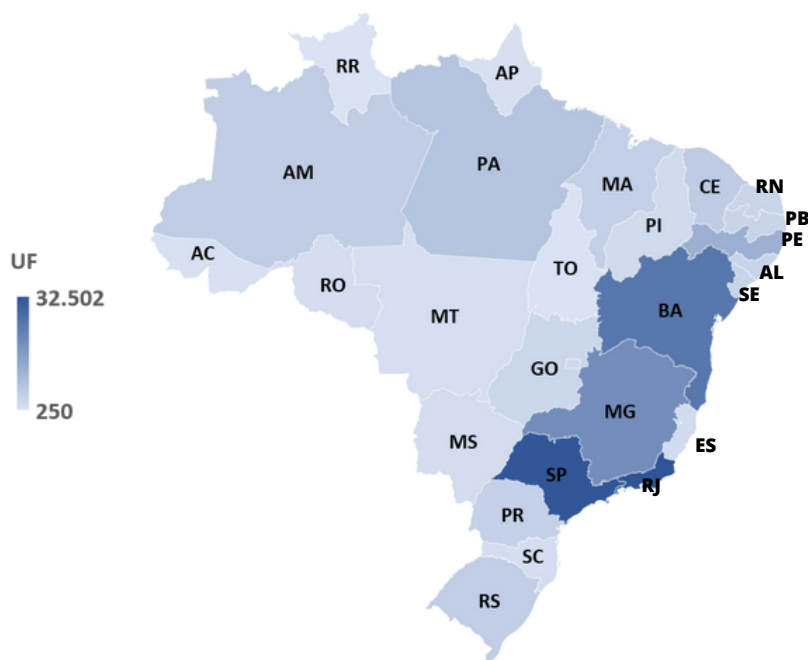 RR
AP
AM
PA
MA
CE
RN
PB
PI
PE
AC
TO
AL
UF
RO
SE
32.502
BA
MT
GO
250
MG
MS
ES
SP
RJ
PR
SC
RS